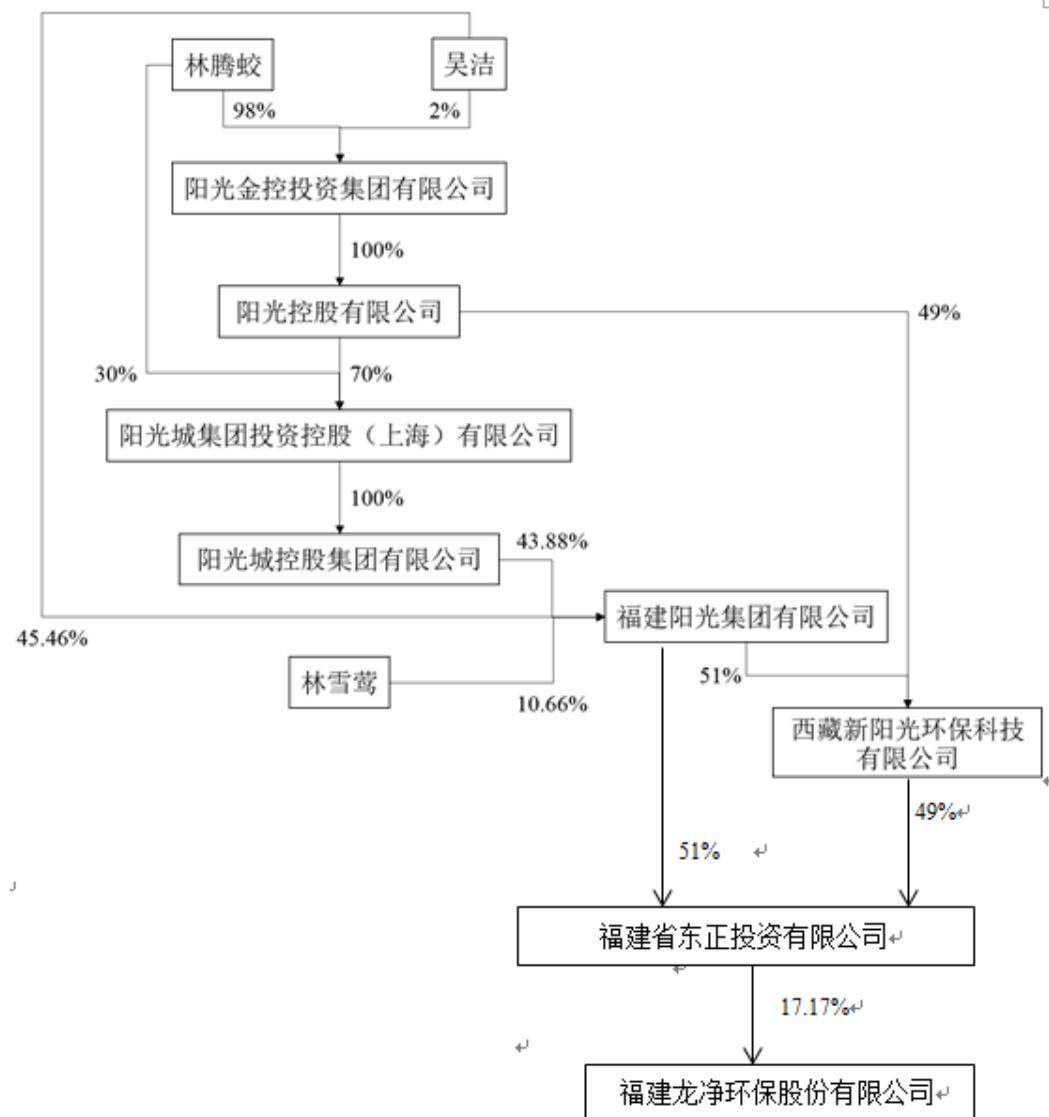 林腾蛟
吴洁
98%
2%
阳光金控投资集团有限公司
100%
阳光控股有限公司
49%
30%
70%
阳光城集团投资控股（上海）有限公司
100%
阳光城控股集团有限公司
43.88%
福建阳光集团有限公司
45.46%
林雪莺
10.66%
51%
西藏新阳光环保科技
有限公司
49%
51%
福建省东正投资有限公司
17.17%
福建龙净环保股份有限公司